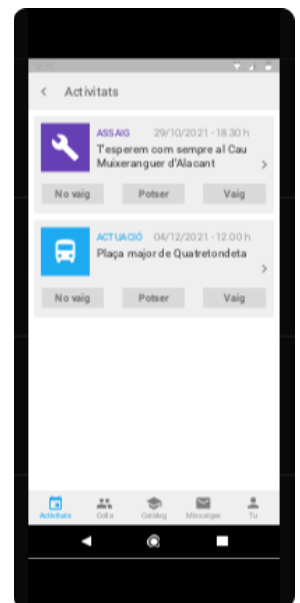 Activitats
ASSAIG 29/10/2021 - 18.30 h
T'esperem com sempre al Cau
Muixeranguer d'Alacant
No vaig Potser Vaig
ACTUACIÓ 04/12/2021 - 12.00 h
Plaça major de Quatretondeta
No vaig Potser Vaig
Activitats Colla Catàleg Missatges Tu